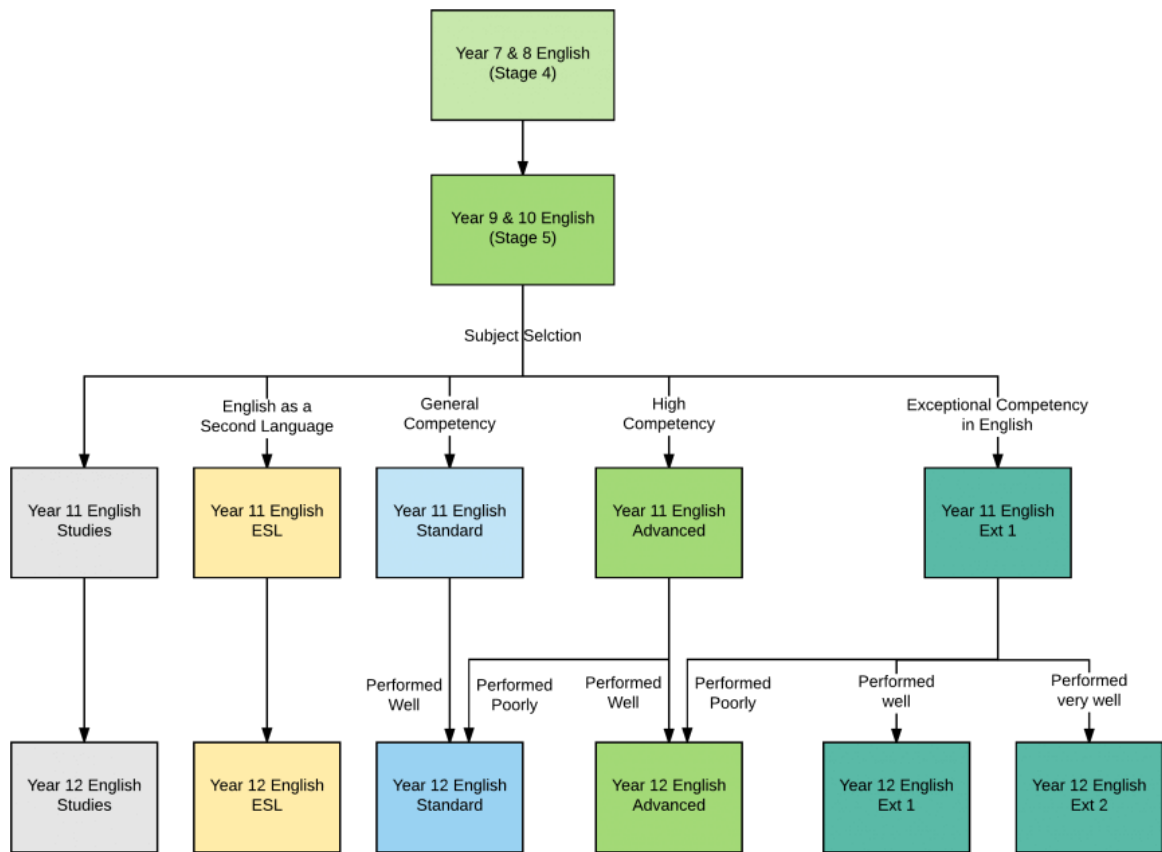 Year 7 & 8 English
(Stage 4)
Year 9 & 10 English
(Stage 5)
Subject Selction
English as a
Second Language
General
Competency
High
Competency
Exceptional Competency
in English
Year 11 English
Studies
Year 11 English
ESL
Year 11 English
Standard
Year 11 English
Advanced
Year 11 English
Ext 1
Performed
Well
Performed
Poorly
Performed
Well
Performed
Poorly
Performed
well
Performed
very well
Year 12 English
Studies
Year 12 English
ESL
Year 12 English
Standard
Year 12 English
Advanced
Year 12 English
Ext 1
Year 12 English
Ext 2